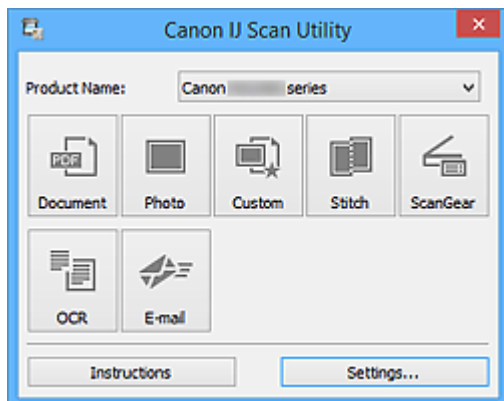 Canon IJ Scan Utility
Product Name: Canon series
PDF
Document Photo Custom Stitch ScanGear
OCR E-mail
Instructions Settings...